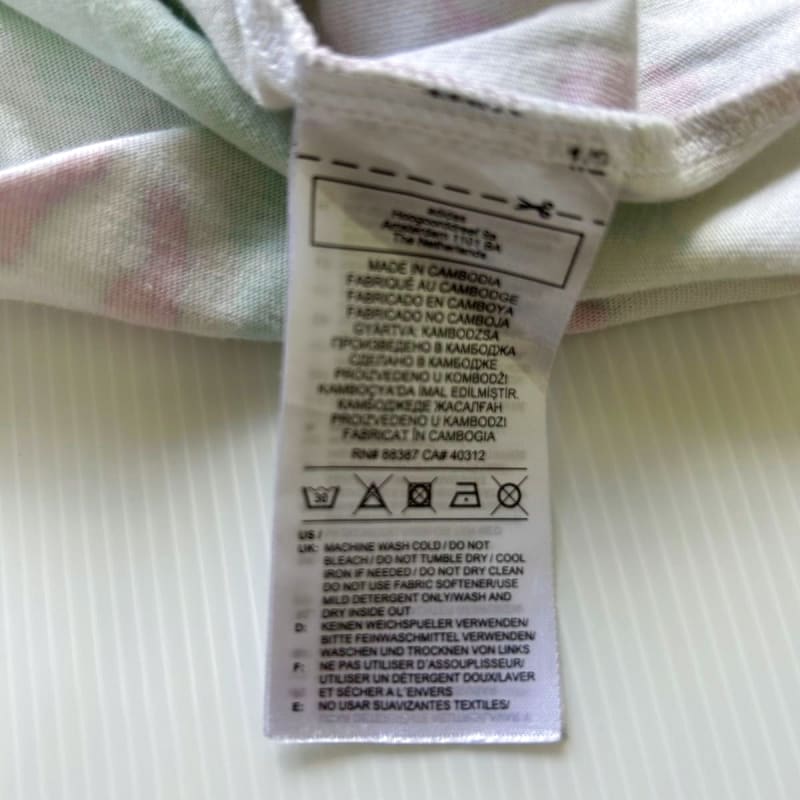 adidas
Hoogoorddreef 9a
Amsterdam 1101 BA
The Netherlands
MADE IN CAMBODIA
FABRIQUÉ AU CAMBODGE
FABRICADO EN CAMBOYA
FABRICADO NO CAMBOJA
GYÁRTVA: KAMBODZSA
ПРОИЗВЕДЕНО В КАМБОДЖА
СДЕЛАНО В КАМБОДЖЕ
PROIZVEDENO U KOMBODŽI
KAMBOÇYA'DA İMAL EDİLMİŞTİR.
КАМБОДЖЕДЕ ЖАСАЛҒАН
PROIZVEDENO U KAMBODZI
FABRICAT ÎN CAMBOGIA
RN# 88387 CA# 40312
30
US /
UK: MACHINE WASH COLD / DO NOT
BLEACH / DO NOT TUMBLE DRY / COOL
IRON IF NEEDED / DO NOT DRY CLEAN
DO NOT USE FABRIC SOFTENER/USE
MILD DETERGENT ONLY/WASH AND
DRY INSIDE OUT
D: KEINEN WEICHSPUELER VERWENDEN/
BITTE FEINWASCHMITTEL VERWENDEN/
WASCHEN UND TROCKNEN VON LINKS
F: NE PAS UTILISER D'ASSOUPLISSEUR/
UTILISER UN DÉTERGENT DOUX/LAVER
ET SÉCHER A L'ENVERS
E: NO USAR SUAVIZANTES TEXTILES/